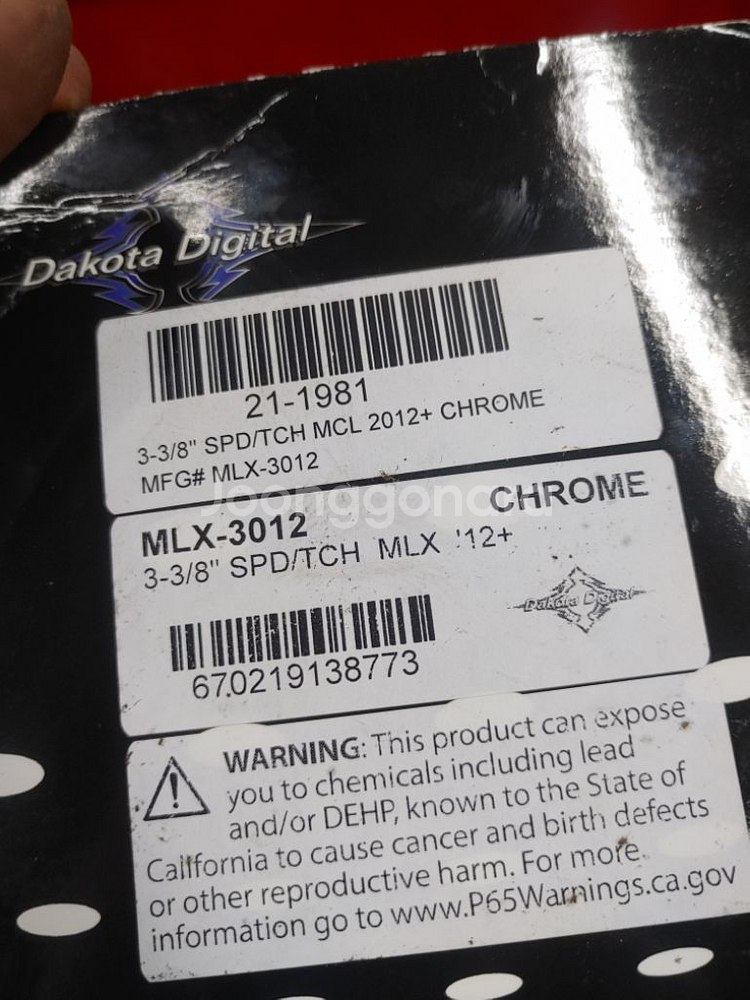 Dakota Digital
21-1981
3-3/8" SPD/TCH MCL 2012+ CHROME
MFG# MLX-3012
Joonggonara
MLX-3012 CHROME
3-3/8" SPD/TCH MLX '12+
Dakota Digital
670219138773
WARNING: This product can expose
you to chemicals including lead
and/or DEHP, known to the State of
California to cause cancer and birth defects
or other reproductive harm. For more
information go to www.P65Warnings.ca.gov